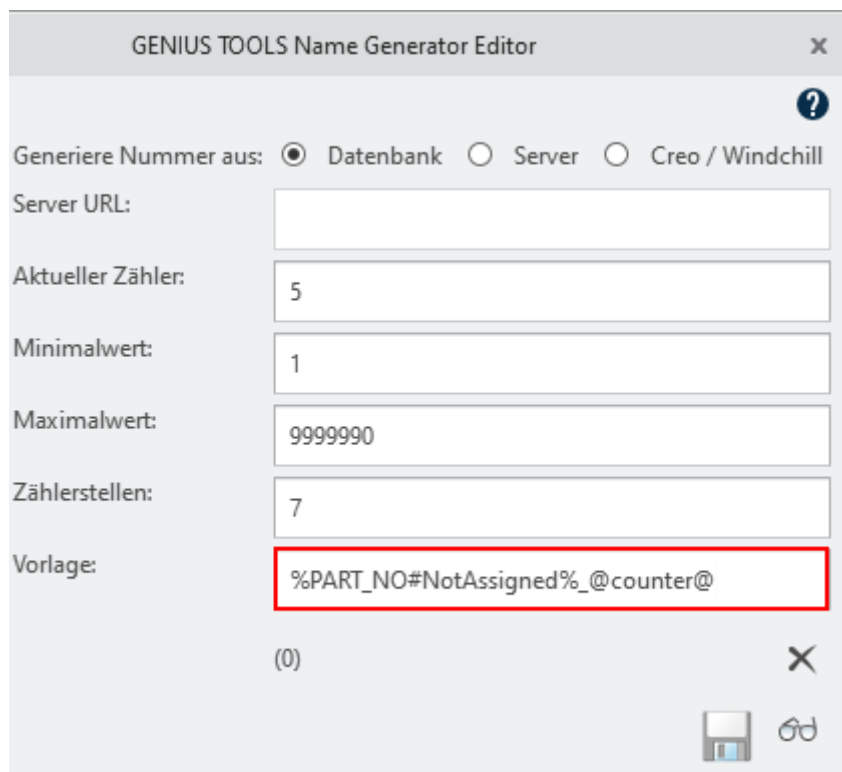 GENIUS TOOLS Name Generator Editor
Generiere Nummer aus: Datenbank Server Creo / Windchill
Server URL:
Aktueller Zähler: 5
Minimalwert: 1
Maximalwert: 9999990
Zählerstellen: 7
Vorlage: %PART_NO#NotAssigned%_@counter@
(0)